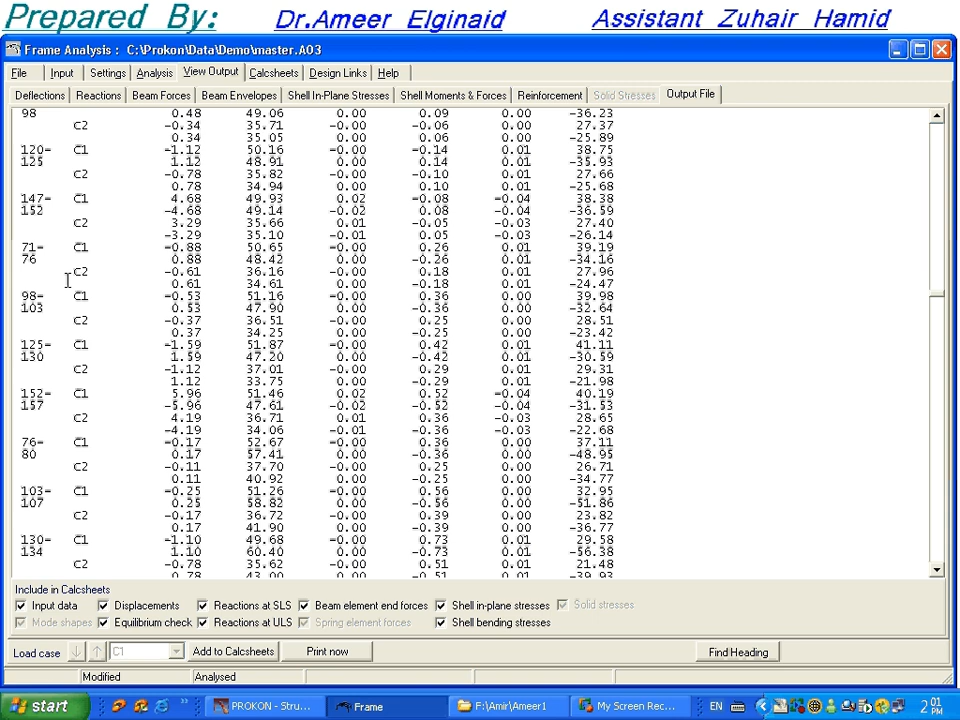 Prepared By: Dr.Ameer Elginaid Assistant Zuhair Hamid
Frame Analysis : C:\Prokon\Data\Demo\master.A03
File Input Settings Analysis View Output Calcsheets Design Links Help
Deflections Reactions Beam Forces Beam Envelopes Shell In-Plane Stresses Shell Moments & Forces Reinforcement Solid Stresses Output File
98 0.48 49.06 0.00 0.09 0.00 -36.23
C2 -0.34 35.71 -0.00 -0.06 0.00 27.37
0.34 35.05 0.00 0.06 0.00 -25.89
120- C1 -1.12 50.16 -0.00 -0.14 0.01 38.75
125 1.12 48.91 0.00 0.14 0.01 -35.93
C2 -0.78 35.82 -0.00 -0.10 0.01 27.66
0.78 34.94 0.00 0.10 0.01 -25.68
147- C1 4.68 49.93 0.02 -0.08 -0.04 38.38
152 -4.68 49.14 -0.02 0.08 -0.04 -36.59
C2 3.29 35.66 0.01 -0.05 -0.03 27.40
-3.29 35.10 -0.01 0.05 -0.03 -26.14
71- C1 -0.88 50.65 -0.00 0.26 0.00 39.19
76 0.88 48.42 0.00 -0.26 0.00 -34.16
C2 -0.61 36.16 -0.00 0.18 0.00 27.96
0.61 34.61 0.00 -0.18 0.00 -24.47
98- C1 -0.53 51.16 -0.00 0.36 0.00 39.98
103 0.53 47.90 0.00 -0.36 0.00 -32.64
C2 -0.37 36.51 -0.00 0.25 0.00 28.51
0.37 34.25 0.00 -0.25 0.00 -23.42
125- C1 -1.59 51.87 -0.00 0.42 0.01 41.11
130 1.59 47.20 0.00 -0.42 0.01 -30.59
C2 -1.12 37.01 -0.00 0.29 0.01 29.31
1.12 33.75 0.00 -0.29 0.01 -21.98
152- C1 5.96 51.46 0.02 0.52 -0.04 40.19
157 -5.96 47.61 -0.02 -0.52 -0.04 -31.53
C2 4.19 36.71 0.01 0.36 -0.03 28.65
-4.19 34.06 -0.01 -0.36 -0.03 -22.68
76- C1 -0.17 52.67 -0.00 0.36 0.00 37.11
80 0.17 57.41 0.00 -0.36 0.00 -48.95
C2 -0.11 37.70 -0.00 0.25 0.00 26.71
0.11 40.92 0.00 -0.25 0.00 -34.77
103- C1 -0.25 51.26 -0.00 0.56 0.00 32.95
107 0.25 58.82 0.00 -0.56 0.00 -51.86
C2 -0.17 36.72 -0.00 0.39 0.00 23.82
0.17 41.90 0.00 -0.39 0.00 -36.77
130- C1 -1.10 49.68 -0.00 0.73 0.01 29.58
134 1.10 60.40 0.00 -0.73 0.01 -56.38
C2 -0.78 35.62 -0.00 0.51 0.01 21.48
0.78 43.00 0.00 -0.51 0.01 -39.93
Include in Calcsheets
Input data Displacements Reactions at SLS Beam element end forces Shell in-plane stresses Solid stresses
Mode shapes Equilibrium check Reactions at ULS Spring element forces Shell bending stresses
Load case C1 Add to Calcsheets Print now Find Heading
Modified Analysed
start PROKON - Stru... Frame F:\Amir\Ameer1 My Screen Rec... EN 2:01 PM